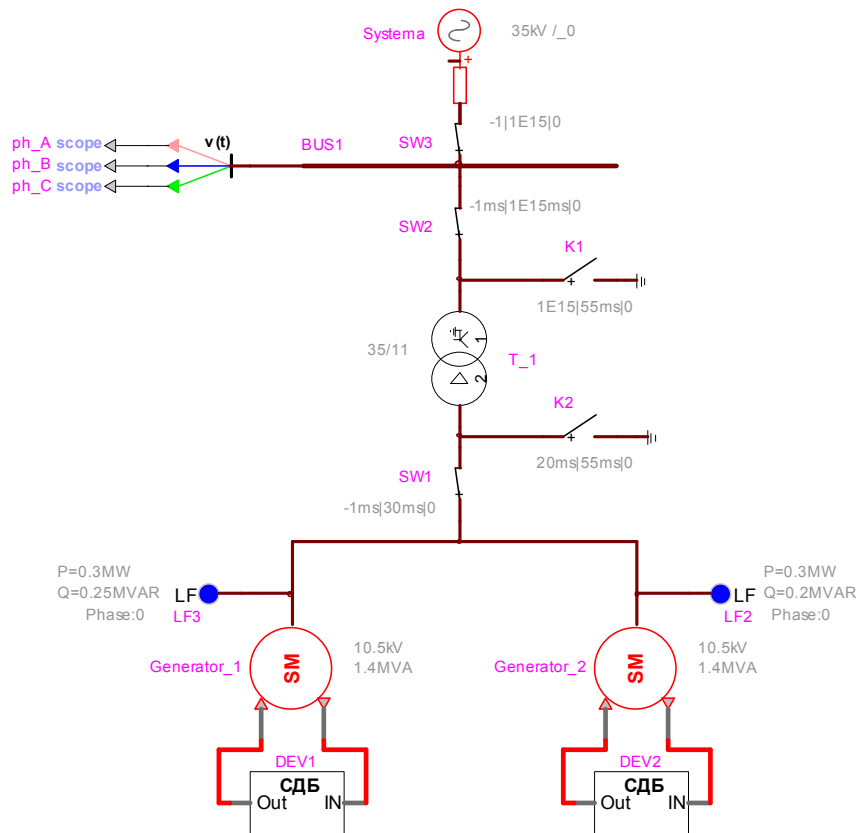 Systema
35kV /_0
+
-1|1E15|0
SW3
BUS1
v(t)
ph_A scope
ph_B scope
ph_C scope
-1ms|1E15ms|0
SW2
K1
+
1E15|55ms|0
35/11
1
2
T_1
K2
+
20ms|55ms|0
SW1
-1ms|30ms|0
P=0.3MW
Q=0.25MVAR
Phase:0
LF
LF3
P=0.3MW
Q=0.2MVAR
Phase:0
LF
LF2
Generator_1
SM
10.5kV
1.4MVA
Generator_2
SM
10.5kV
1.4MVA
DEV1
СДБ
Out IN
DEV2
СДБ
Out IN